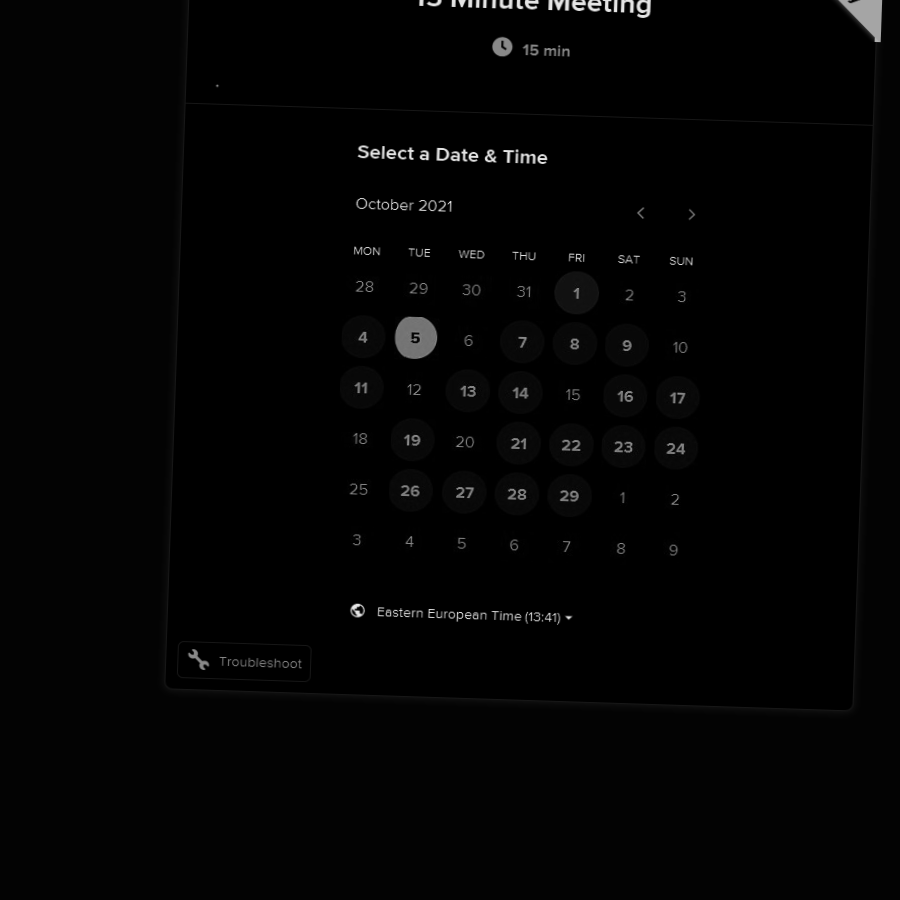 15 Minute Meeting
15 min
Select a Date & Time
October 2021
MON TUE WED THU FRI SAT SUN
28 29 30 31 1 2 3
4 5 6 7 8 9 10
11 12 13 14 15 16 17
18 19 20 21 22 23 24
25 26 27 28 29 1 2
3 4 5 6 7 8 9
Eastern European Time (13:41)
Troubleshoot